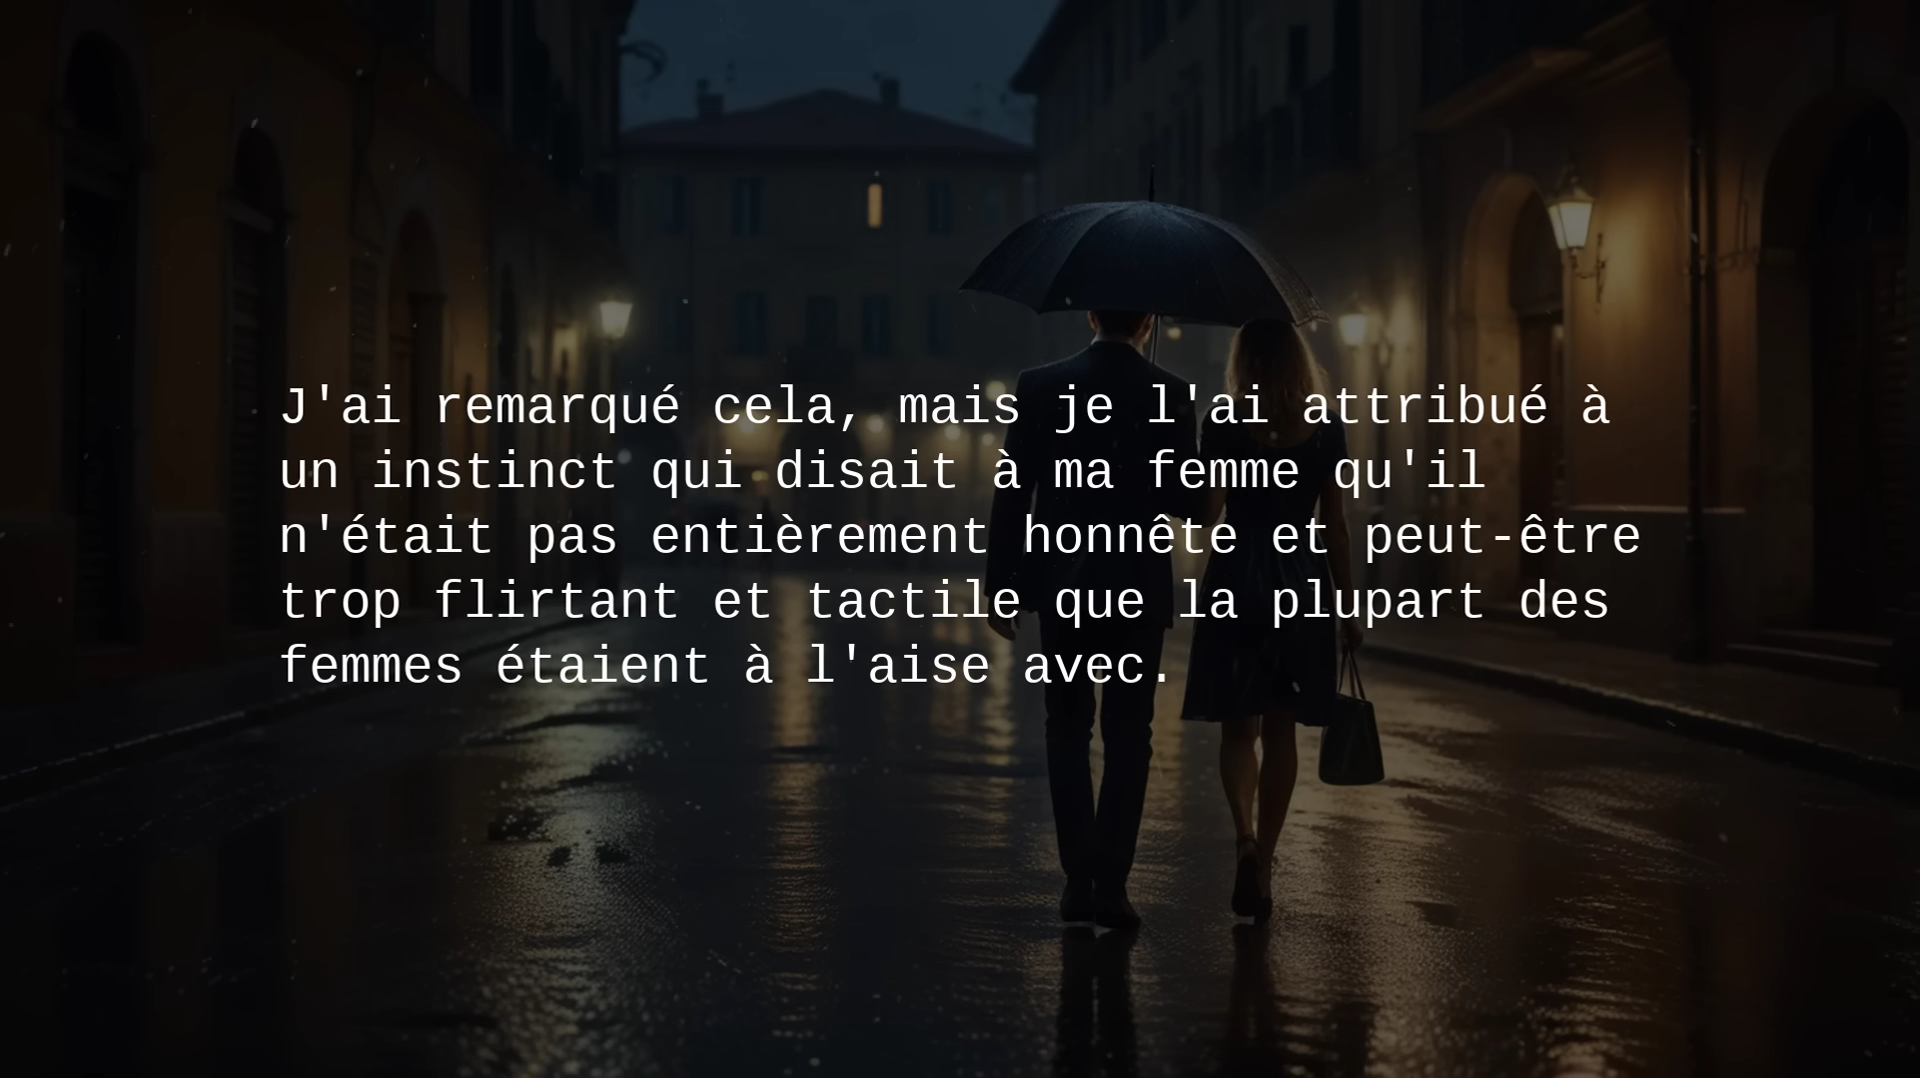 J'ai remarqué cela, mais je l'ai attribué à
un instinct qui disait à ma femme qu'il
n'était pas entièrement honnête et peut-être
trop flirtant et tactile que la plupart des
femmes étaient à l'aise avec.